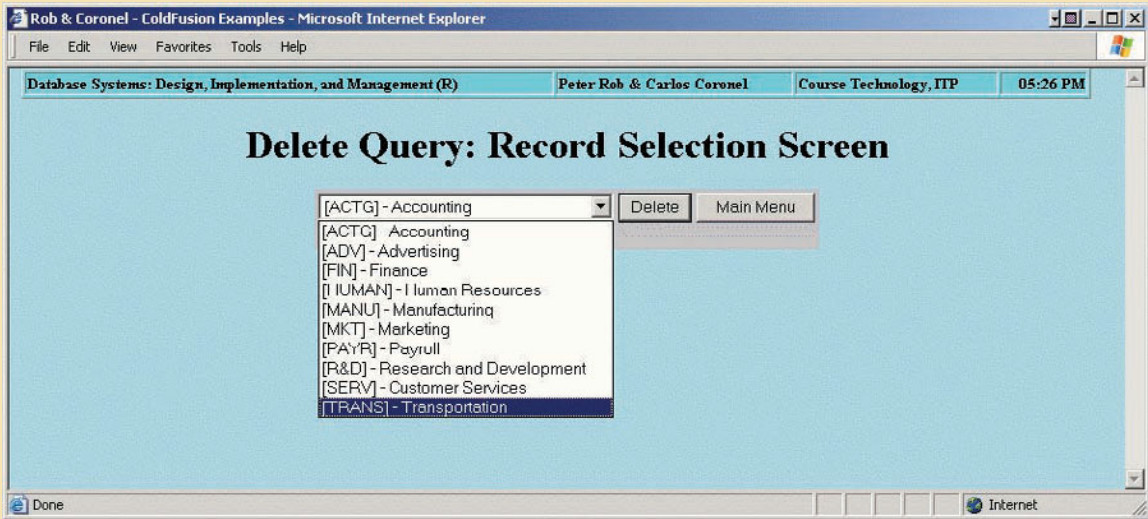 Rob & Coronel - ColdFusion Examples - Microsoft Internet Explorer
File Edit View Favorites Tools Help
Database Systems: Design, Implementation, and Management (R) Peter Rob & Carlos Coronel Course Technology, ITP 05:26 PM
Delete Query: Record Selection Screen
[ACTG] - Accounting Delete Main Menu
[ACTG] Accounting
[ADV] - Advertising
[FIN] - Finance
[HUMAN] - Human Resources
[MANU] - Manufacturing
[MKT] - Marketing
[PAYR] - Payroll
[R&D] - Research and Development
[SERV] - Customer Services
[TRANS] - Transportation
Done Internet